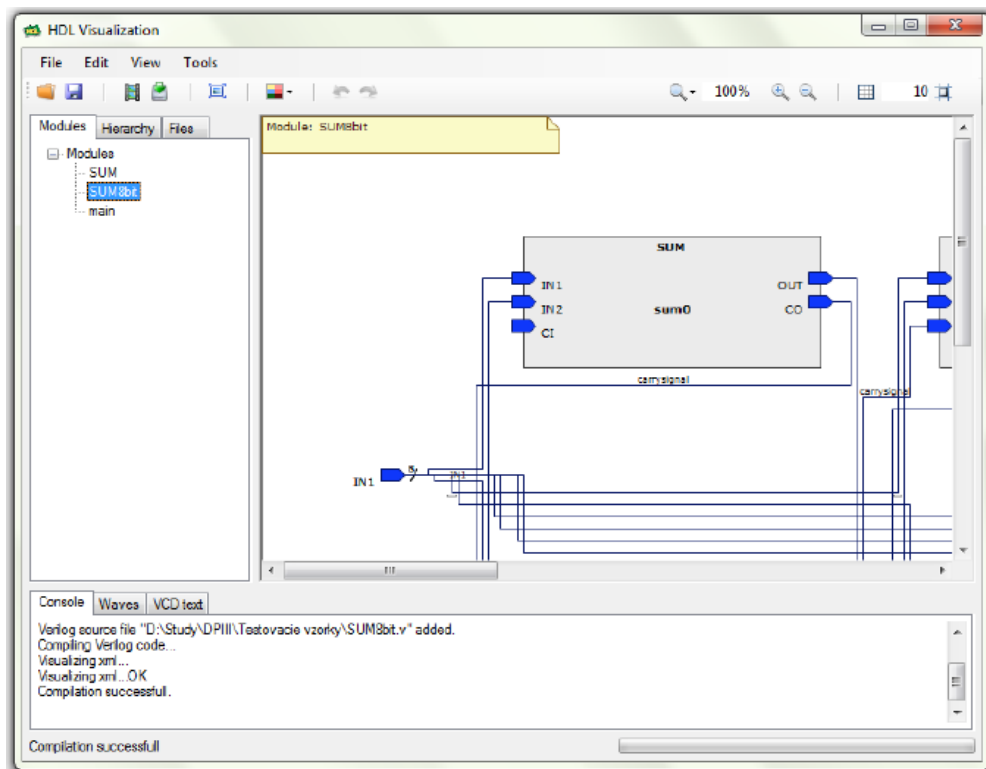 HDL Visualization
File Edit View Tools
100% 10
Modules Hierarchy Files
Modules
SUM
SUM8bit
main
Module: SUM8bit
SUM
IN1 OUT
IN2 sum0 CO
CI
carrysignal
carrysignal
IN1 8 IN1
Console Waves VCD text
Verilog source file "D:\Study\DPIII\Testovacie vzorky\SUM8bit.v" added.
Compiling Verilog code...
Visualizing xml...
Visualizing xml...OK
Compilation successfull.
Compilation successfull